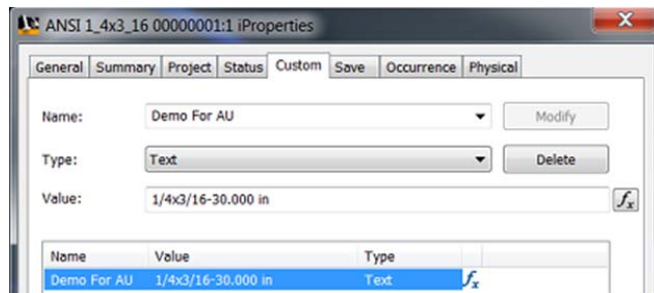 ANSI 1_4x3_16 00000001:1 iProperties
General Summary Project Status Custom Save Occurrence Physical
Name: Demo For AU Modify
Type: Text Delete
Value: 1/4x3/16-30.000 in fx
Name Value Type
Demo For AU 1/4x3/16-30.000 in Text fx